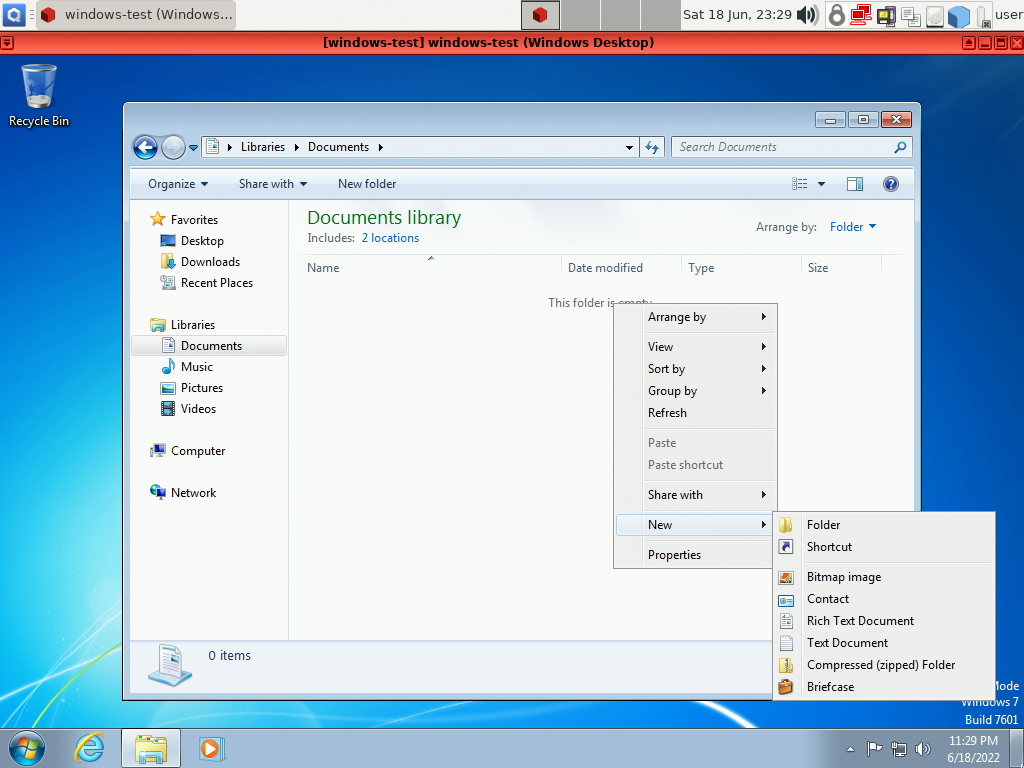 windows-test (Windows...
Sat 18 Jun, 23:29
user
[windows-test] windows-test (Windows Desktop)
Recycle Bin
Libraries
Documents
Search Documents
Organize
Share with
New folder
Favorites
Desktop
Downloads
Recent Places
Libraries
Documents
Music
Pictures
Videos
Computer
Network
Documents library
Includes: 2 locations
Arrange by: Folder
Name
Date modified
Type
Size
This folder is empty.
Arrange by
View
Sort by
Group by
Refresh
Paste
Paste shortcut
Share with
New
Properties
Folder
Shortcut
Bitmap image
Contact
Rich Text Document
Text Document
Compressed (zipped) Folder
Briefcase
0 items
Mode
Windows 7
Build 7601
11:29 PM
6/18/2022